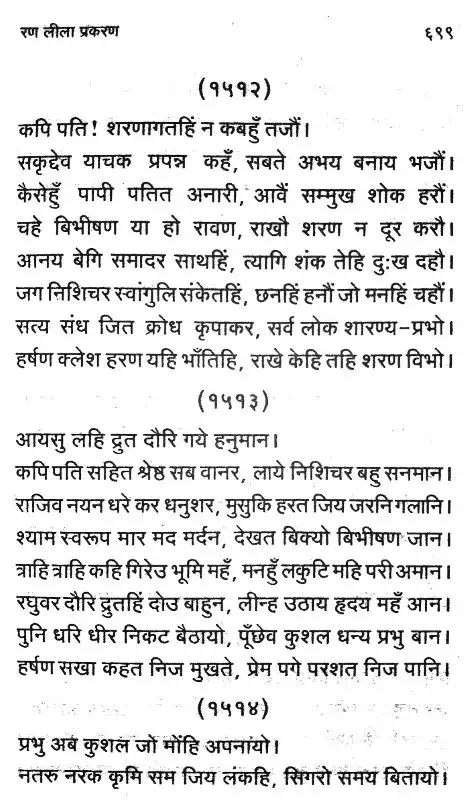 रण लीला प्रकरण ६९९
(१५१२)
कपि पति! शरणागतहिं न कबहुँ तजौं।
सकृद्देव याचक प्रपन्न कहँ, सबते अभय बनाय भजौं।
कैसेहुँ पापी पतित अनारी, आवैं सम्मुख शोक हरौं।
चहे बिभीषण या हो रावण, राखौ शरण न दूर करौ।
आनय बेगि समादर साथहिं, त्यागि शंक तेहि दुःख दहौ।
जग निशिचर स्वांगुलि संकेतहिं, छनहिं हनौं जो मनहिं चहौं।
सत्य संध जित क्रोध कृपाकर, सर्व लोक शारण्य-प्रभो।
हर्षण क्लेश हरण यहि भाँतिहि, राखे केहि तहि शरण विभो।
(१५१३)
आयसु लहि द्रुत दौरि गये हनुमान।
कपि पति सहित श्रेष्ठ सब वानर, लाये निशिचर बहु सनमान।
राजिव नयन धरे कर धनुशर, मुसुकि हरत जिय जरनि गलानि।
श्याम स्वरूप मार मद मर्दन, देखत बिक्यो बिभीषण जान।
त्राहि त्राहि कहि गिरेउ भूमि महँ, मनहुँ लकुटि महि परी अमान।
रघुवर दौरि द्रुतहिं दोउ बाहुन, लीन्ह उठाय हृदय महँ आन।
पुनि धरि धीर निकट बैठायो, पूँछेव कुशल धन्य प्रभु बान।
हर्षण सखा कहत निज मुखते, प्रेम पगे परशत निज पानि।
(१५१४)
प्रभु अब कुशल जो मोंहि अपनायो।
नतरु नरक कृमि सम जिय लंकहि, सिगरो समय बितायो।